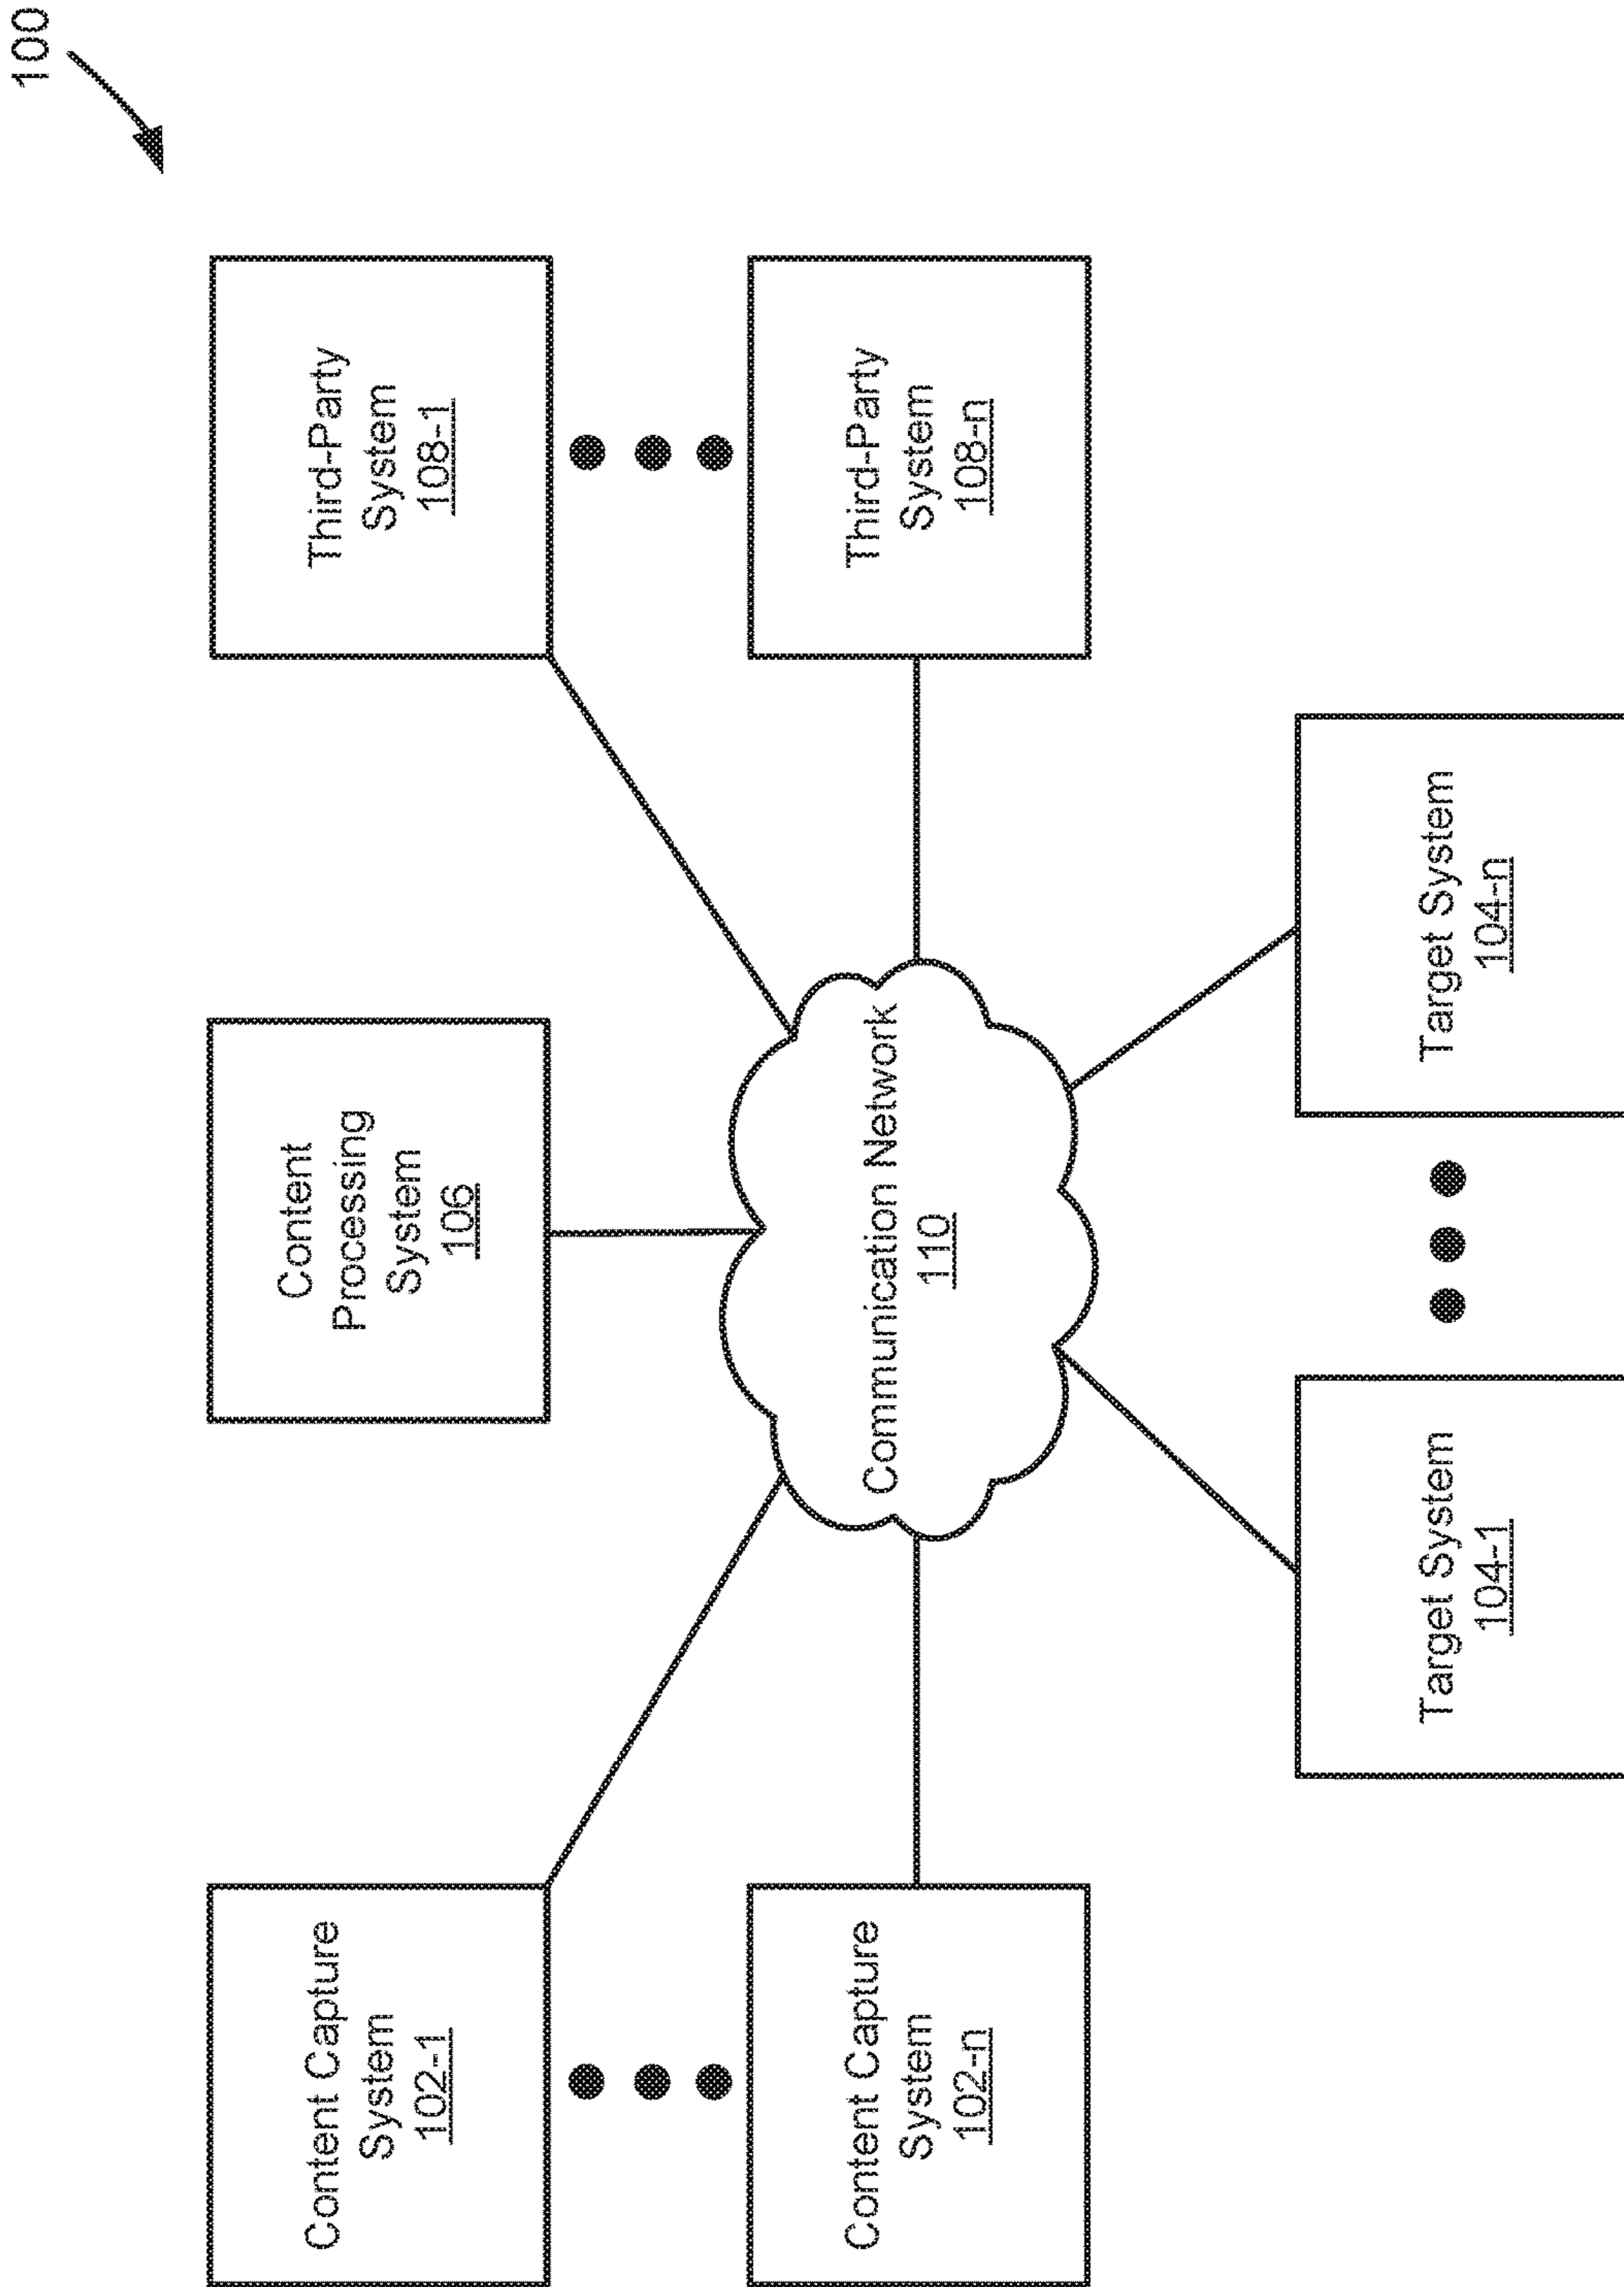 100
Content Capture
System
102-1
Content
Processing
System
106
Third-Party
System
108-1
Content Capture
System
102-n
Communication Network
110
Third-Party
System
108-n
Target System
104-1
Target System
104-n